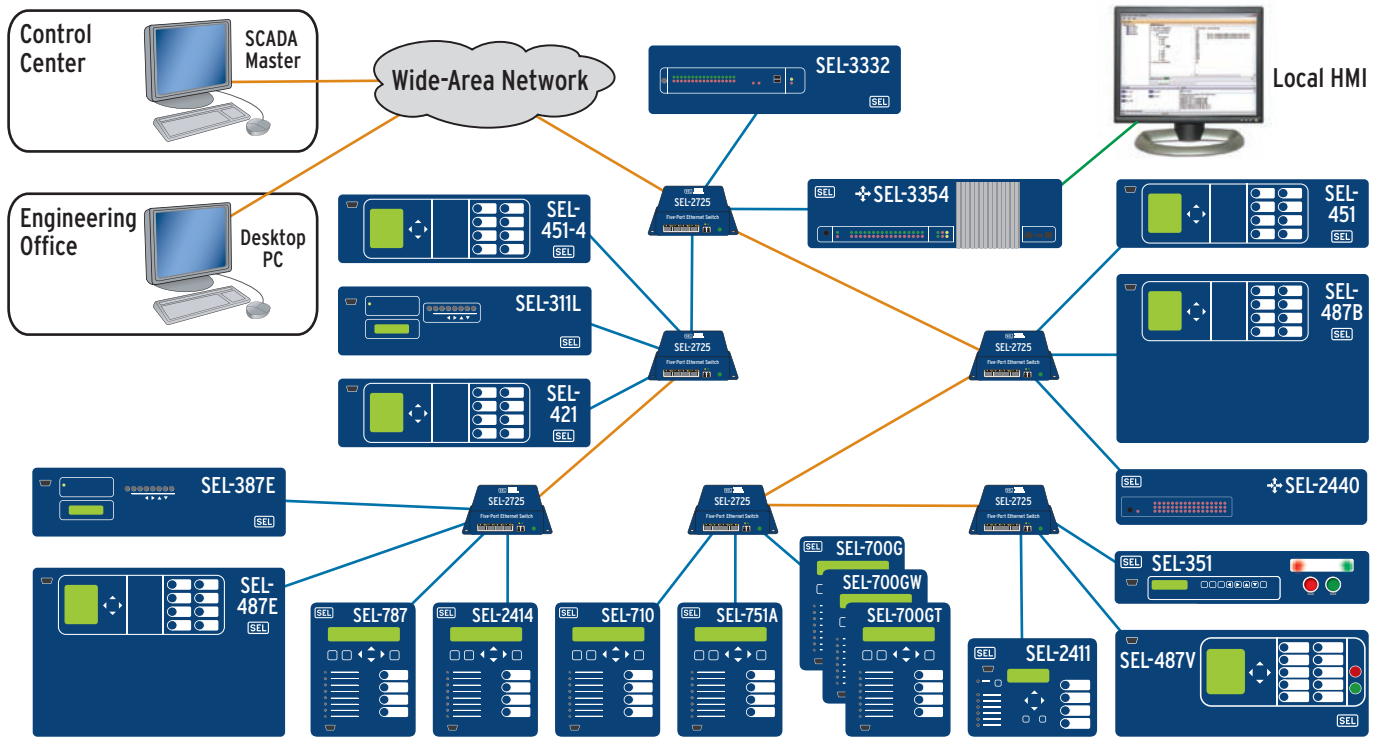 Control
Center
SCADA
Master
Wide-Area Network
SEL-3332
SEL
Local HMI
Engineering
Office
Desktop
PC
SEL-
451-4
SEL
SEL-2725
Five-Port Ethernet Switch
SEL
SEL-3354
SEL-
451
SEL
SEL-311L
SEL
SEL-2725
Five-Port Ethernet Switch
SEL-2725
Five-Port Ethernet Switch
SEL-
487B
SEL
SEL-
421
SEL
SEL-387E
SEL
SEL-2725
Five-Port Ethernet Switch
SEL-2725
Five-Port Ethernet Switch
SEL-2725
Five-Port Ethernet Switch
SEL
SEL-2440
SEL-
487E
SEL
SEL
SEL-787
SEL
SEL-2414
SEL
SEL-710
SEL
SEL-751A
SEL
SEL-700G
SEL
SEL-700GW
SEL
SEL-700GT
SEL
SEL-2411
SEL
SEL-351
SEL-487V
SEL